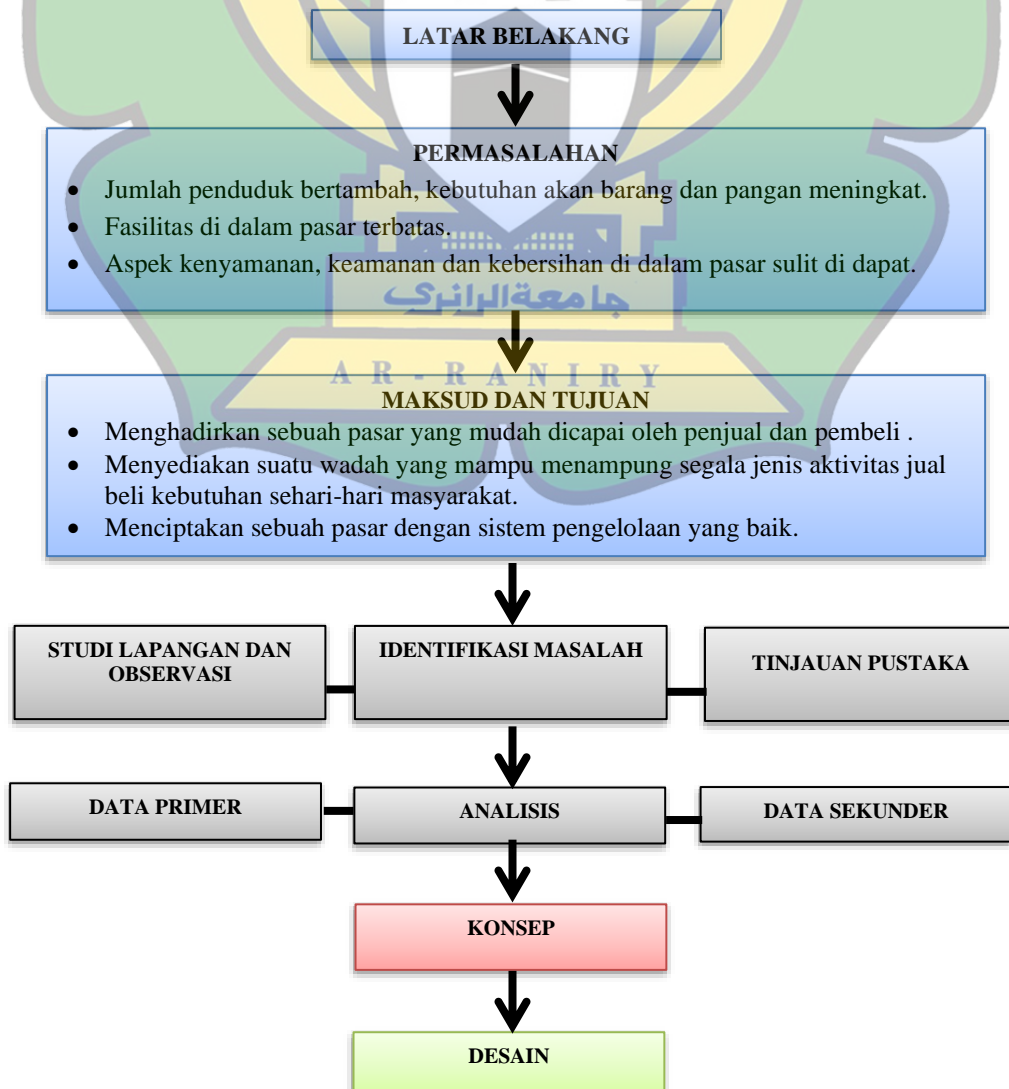 LATAR BELAKANG
PERMASALAHAN
• Jumlah penduduk bertambah, kebutuhan akan barang dan pangan meningkat.
• Fasilitas di dalam pasar terbatas.
• Aspek kenyamanan, keamanan dan kebersihan di dalam pasar sulit di dapat.
جامعةالرانري
AR-RANIRY
MAKSUD DAN TUJUAN
• Menghadirkan sebuah pasar yang mudah dicapai oleh penjual dan pembeli .
• Menyediakan suatu wadah yang mampu menampung segala jenis aktivitas jual
beli kebutuhan sehari-hari masyarakat.
• Menciptakan sebuah pasar dengan sistem pengelolaan yang baik.
STUDI LAPANGAN DAN
OBSERVASI
IDENTIFIKASI MASALAH
TINJAUAN PUSTAKA
DATA PRIMER
ANALISIS
DATA SEKUNDER
KONSEP
DESAIN